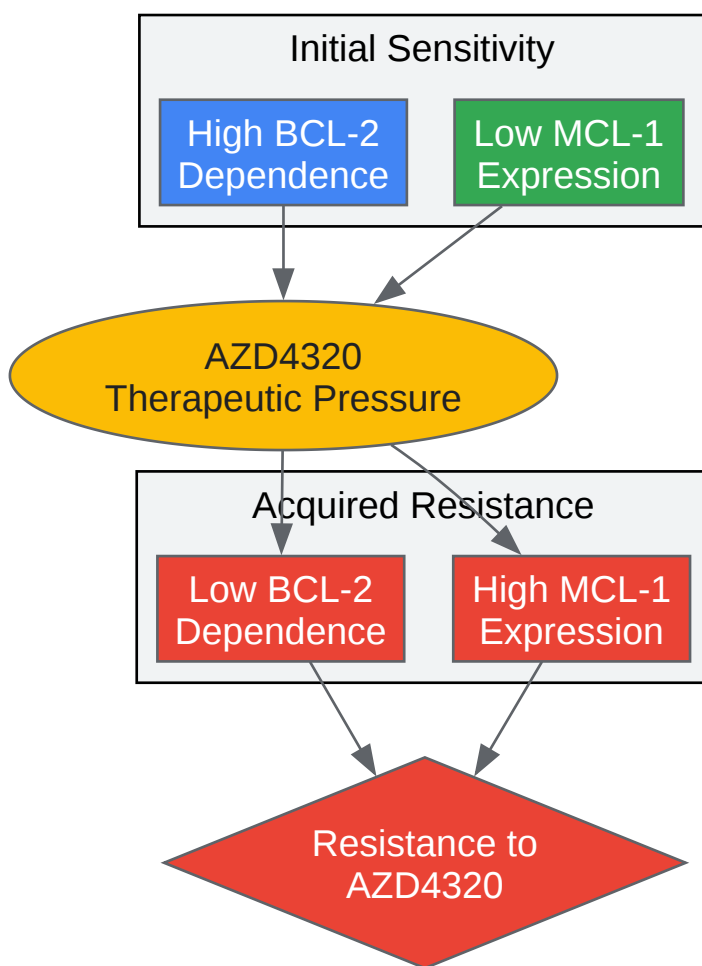 Initial Sensitivity
High BCL-2
Dependence
Low MCL-1
Expression
AZD4320
Therapeutic Pressure
Acquired Resistance
Low BCL-2
Dependence
High MCL-1
Expression
Resistance to
AZD4320